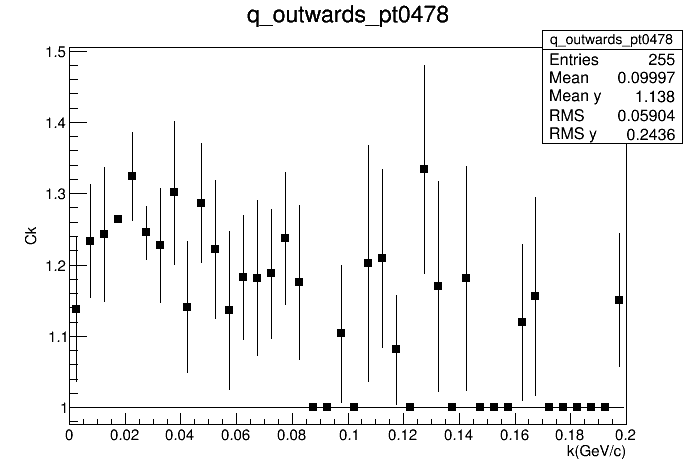 q_outwards_pt0478
q_outwards_pt0478
Entries 255
Mean 0.09997
Mean y 1.138
RMS 0.05904
RMS y 0.2436
Ck
1.5
1.4
1.3
1.2
1.1
1
0 0.02 0.04 0.06 0.08 0.1 0.12 0.14 0.16 0.18 0.2
k(GeV/c)